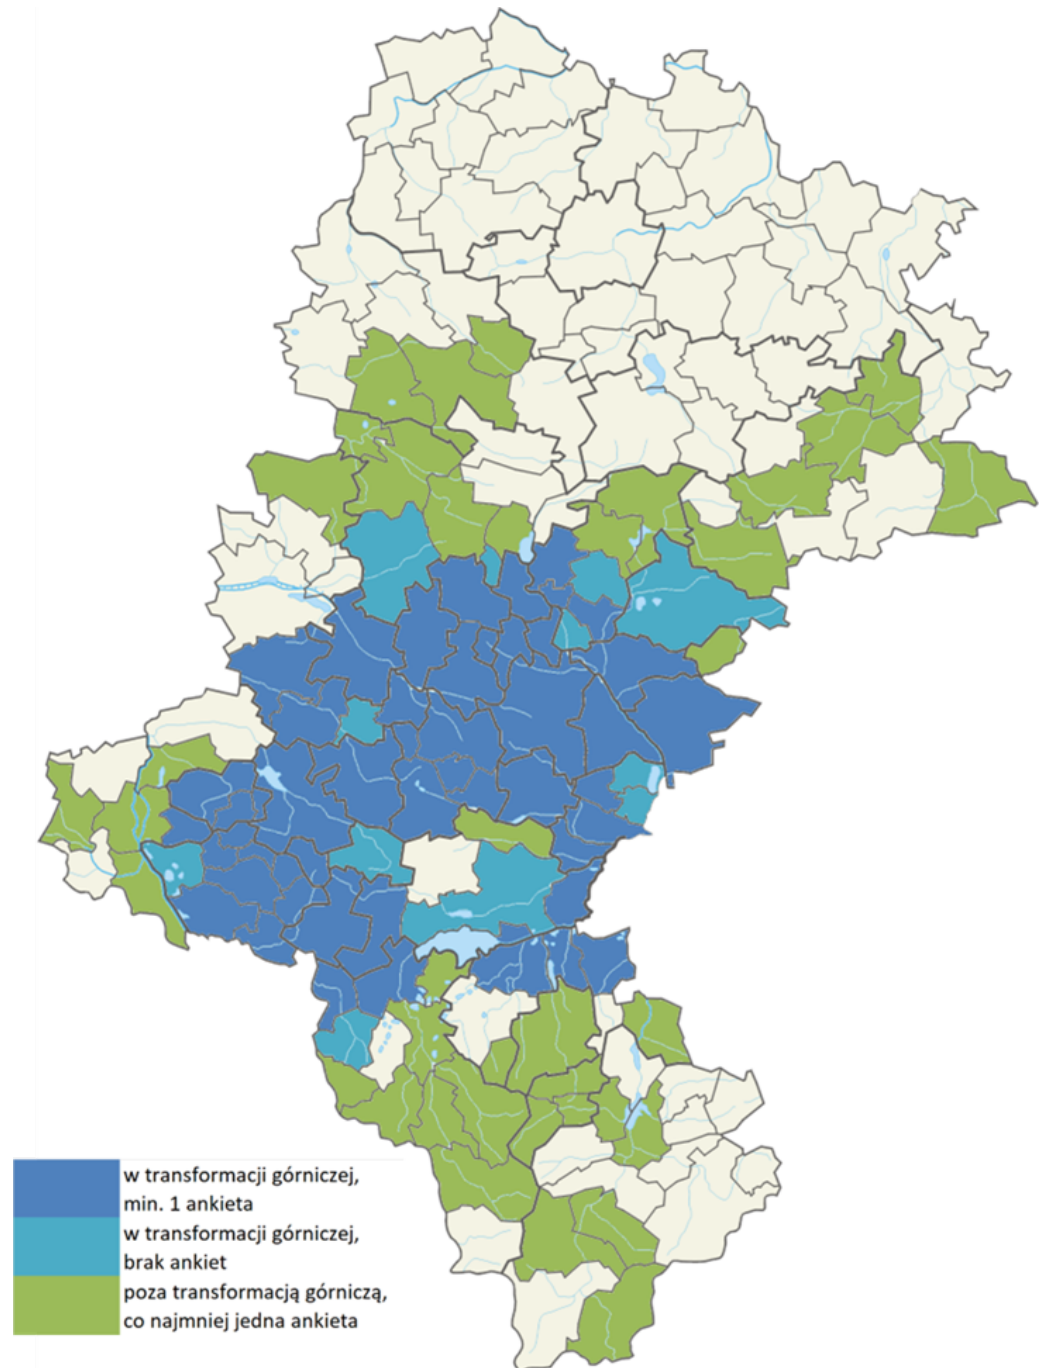 w transformacji górniczej,
min. 1 ankieta
w transformacji górniczej,
brak ankiet
poza transformacją górniczą,
co najmniej jedna ankieta